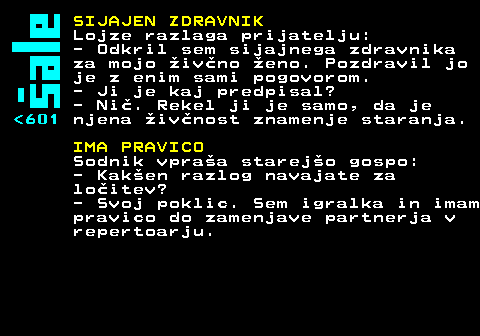 šale
<601
SIJAJEN ZDRAVNIK
Lojze razlaga prijatelju:
- Odkril sem sijajnega zdravnika
za mojo živčno ženo. Pozdravil jo
je z enim sami pogovorom.
- Ji je kaj predpisal?
- Nič. Rekel ji je samo, da je
njena živčnost znamenje staranja.
IMA PRAVICO
Sodnik vpraša starejšo gospo:
- Kakšen razlog navajate za
ločitev?
- Svoj poklic. Sem igralka in imam
pravico do zamenjave partnerja v
repertoarju.